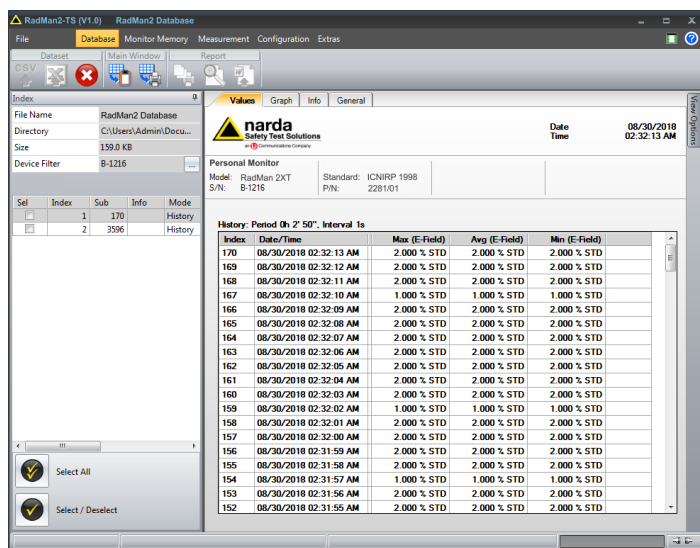 RadMan2-TS (V1.0) RadMan2 Database
File Database Monitor Memory Measurement Configuration Extras
Dataset Main Window Report
CSV
Index
File Name RadMan2 Database
Directory C:\Users\Admin\Docu...
Size 159.0 KB
Device Filter B-1216 ...
Sel Index Sub Info Mode
1 170 History
2 3596 History
Select All
Select / Deselect
Values Graph Info General
View Options
narda
Safety Test Solutions
an Communications Company
Date 08/30/2018
Time 02:32:13 AM
Personal Monitor
Model: RadMan 2XT Standard: ICNIRP 1998
S/N: B-1216 P/N: 2281/01
History: Period 0h 2' 50", Interval 1s
Index Date/Time Max (E-Field) Avg (E-Field) Min (E-Field)
170 08/30/2018 02:32:13 AM 2.000 % STD 2.000 % STD 2.000 % STD
169 08/30/2018 02:32:12 AM 2.000 % STD 2.000 % STD 2.000 % STD
168 08/30/2018 02:32:11 AM 2.000 % STD 2.000 % STD 2.000 % STD
167 08/30/2018 02:32:10 AM 1.000 % STD 1.000 % STD 1.000 % STD
166 08/30/2018 02:32:09 AM 2.000 % STD 2.000 % STD 2.000 % STD
165 08/30/2018 02:32:08 AM 2.000 % STD 2.000 % STD 2.000 % STD
164 08/30/2018 02:32:07 AM 2.000 % STD 2.000 % STD 2.000 % STD
163 08/30/2018 02:32:06 AM 2.000 % STD 2.000 % STD 2.000 % STD
162 08/30/2018 02:32:05 AM 2.000 % STD 2.000 % STD 2.000 % STD
161 08/30/2018 02:32:04 AM 2.000 % STD 2.000 % STD 2.000 % STD
160 08/30/2018 02:32:03 AM 2.000 % STD 2.000 % STD 2.000 % STD
159 08/30/2018 02:32:02 AM 1.000 % STD 1.000 % STD 1.000 % STD
158 08/30/2018 02:32:01 AM 2.000 % STD 2.000 % STD 2.000 % STD
157 08/30/2018 02:32:00 AM 2.000 % STD 2.000 % STD 2.000 % STD
156 08/30/2018 02:31:59 AM 2.000 % STD 2.000 % STD 2.000 % STD
155 08/30/2018 02:31:58 AM 2.000 % STD 2.000 % STD 2.000 % STD
154 08/30/2018 02:31:57 AM 1.000 % STD 1.000 % STD 1.000 % STD
153 08/30/2018 02:31:56 AM 2.000 % STD 2.000 % STD 2.000 % STD
152 08/30/2018 02:31:55 AM 2.000 % STD 2.000 % STD 2.000 % STD